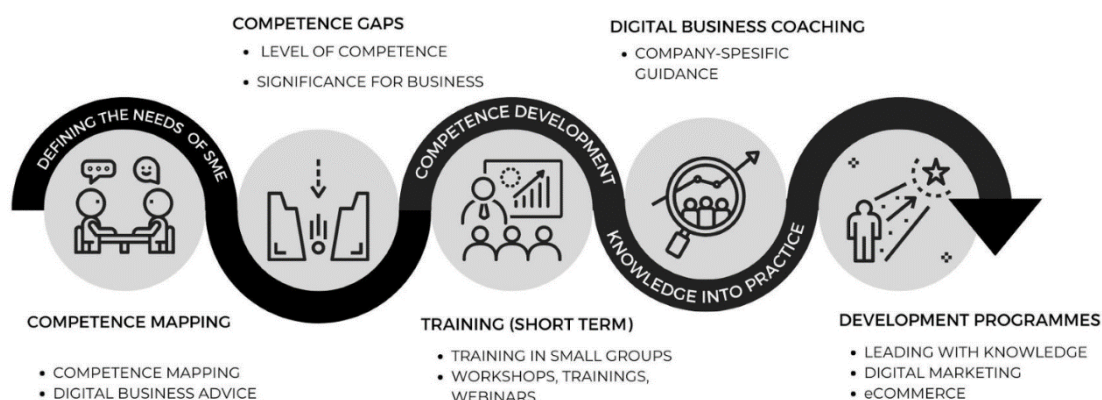 COMPETENCE GAPS
• LEVEL OF COMPETENCE
• SIGNIFICANCE FOR BUSINESS
DIGITAL BUSINESS COACHING
• COMPANY-SPESIFIC
GUIDANCE
DEFINING THE NEEDS OF SME
COMPETENCE DEVELOPMENT
KNOWLEDGE INTO PRACTICE
COMPETENCE MAPPING
• COMPETENCE MAPPING
• DIGITAL BUSINESS ADVICE
TRAINING (SHORT TERM)
• TRAINING IN SMALL GROUPS
• WORKSHOPS, TRAININGS,
WEBINARS
DEVELOPMENT PROGRAMMES
• LEADING WITH KNOWLEDGE
• DIGITAL MARKETING
• eCOMMERCE